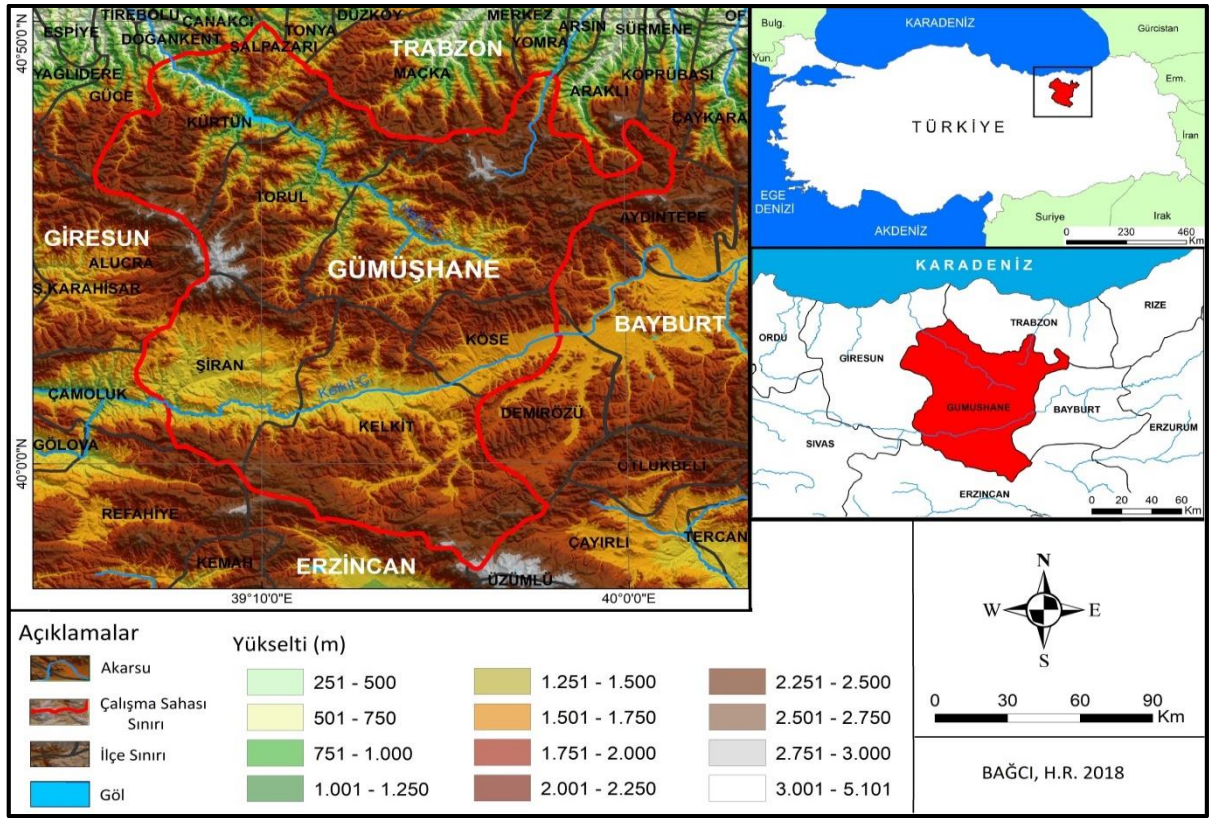 TİREBOLU
ÇANAKCI
DÜZKÖY
MERKEZ
ARSİN
OF
ESPİYE
DOĞANKENT
TONYA
YOMRA
SÜRMENE
SALPAZARI
TRABZON
YAGLIDERE
MAÇKA
KÖPRÜBAŞI
GÜCE
ARAKLI
KÜRTÜN
ÇAYKARA
TORUL
AYDINTEPE
GİRESUN
ALUCRA
GÜMÜŞHANE
Ş.KARAHİSAR
BAYBURT
KÖSE
ŞİRAN
Kelkit Ç.
ÇAMOLUK
DEMİRÖZÜ
KELKİT
GÖLOVA
OTLUKBELİ
REFAHİYE
TERCAN
ÇAYIRLI
KEMAH
ERZİNCAN
ÜZÜMLÜ
40°50'0"N
40°0'0"N
39°10'0"E
40°0'0"E
Bulg.
KARADENİZ
Gürcistan
Yun.
Erm.
TÜRKİYE
İran
EGE
DENİZİ
AKDENİZ
Suriye
Irak
0 230 460
Km
KARADENİZ
RİZE
TRABZON
ORDU
GİRESUN
GÜMÜŞHANE
BAYBURT
ERZURUM
SİVAS
ERZİNCAN
0 20 40 60
Km
Açıklamalar
Akarsu
Çalışma Sahası
Sınırı
İlçe Sınırı
Göl
Yükselti (m)
251 - 500
501 - 750
751 - 1.000
1.001 - 1.250
1.251 - 1.500
1.501 - 1.750
1.751 - 2.000
2.001 - 2.250
2.251 - 2.500
2.501 - 2.750
2.751 - 3.000
3.001 - 5.101
N
W E
S
0 30 60 90
Km
BAĞCI, H.R. 2018